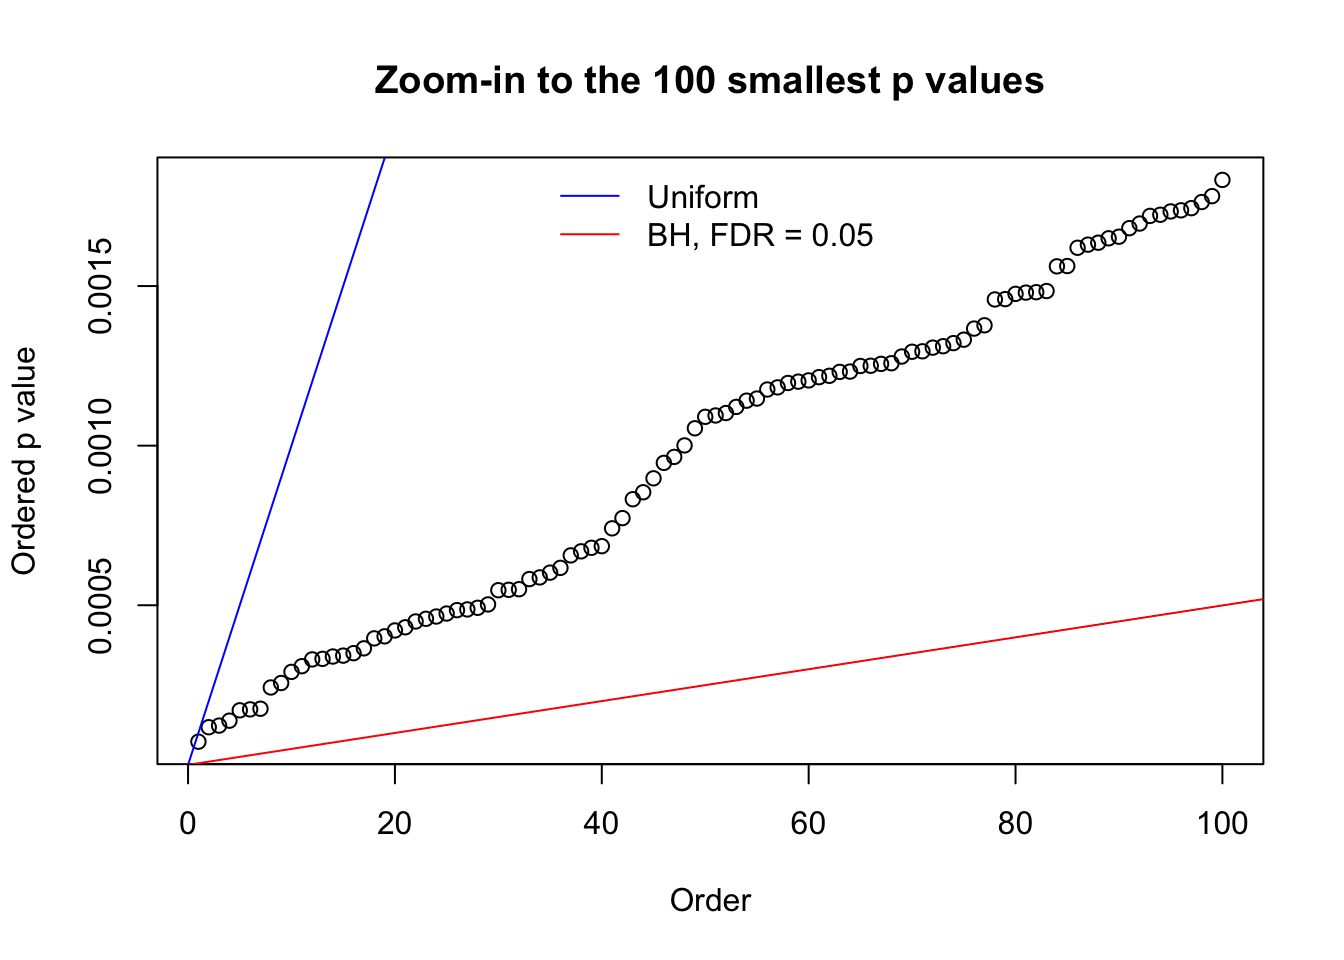 Zoom-in to the 100 smallest p values
Uniform
BH, FDR = 0.05
Ordered p value
0.0015
0.0010
0.0005
0 20 40 60 80 100
Order